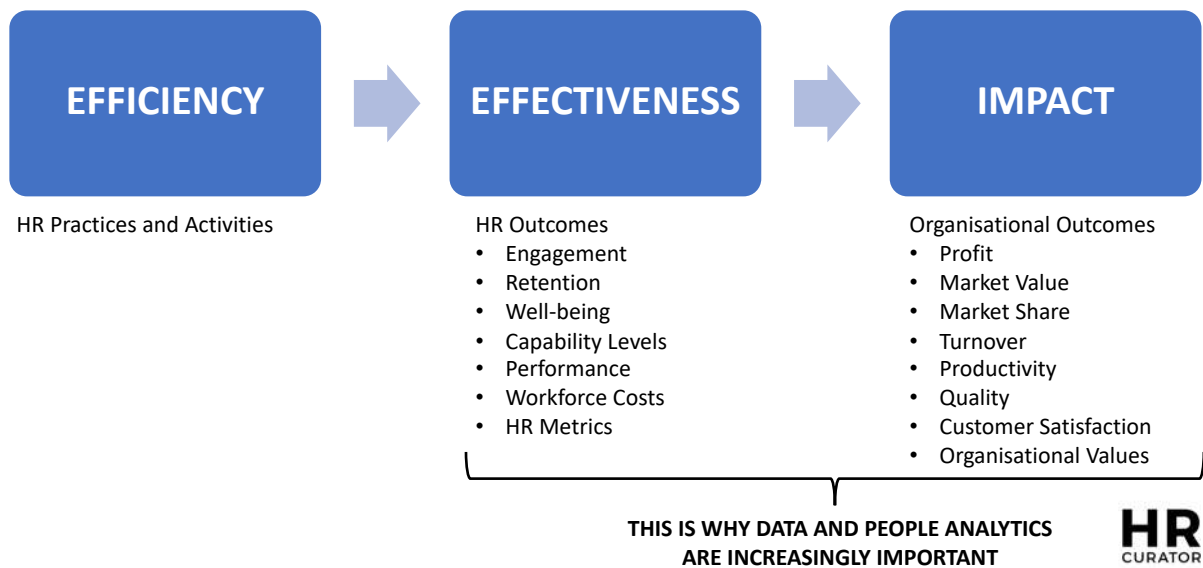 EFFICIENCY
EFFECTIVENESS
IMPACT
HR Practices and Activities
HR Outcomes
• Engagement
• Retention
• Well-being
• Capability Levels
• Performance
• Workforce Costs
• HR Metrics
Organisational Outcomes
• Profit
• Market Value
• Market Share
• Turnover
• Productivity
• Quality
• Customer Satisfaction
• Organisational Values
THIS IS WHY DATA AND PEOPLE ANALYTICS
ARE INCREASINGLY IMPORTANT
HR
CURATOR